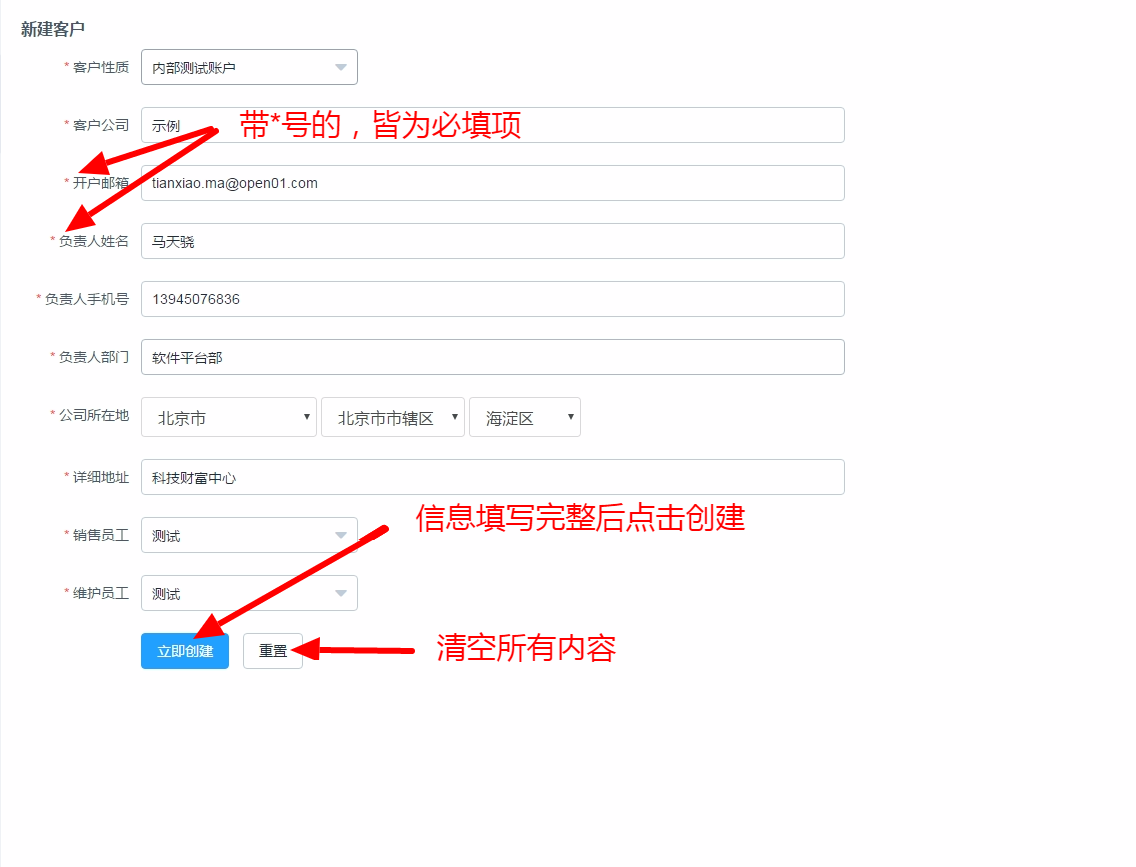 新建客户
* 客户性质 内部测试账户
* 客户公司 示例 带*号的，皆为必填项
* 开户邮箱 tianxiao.ma@open01.com
* 负责人姓名 马天骁
* 负责人手机号 13945076836
* 负责人部门 软件平台部
* 公司所在地 北京市 北京市市辖区 海淀区
* 详细地址 科技财富中心
信息填写完整后点击创建
* 销售员工 测试
* 维护员工 测试
立即创建 重置 清空所有内容